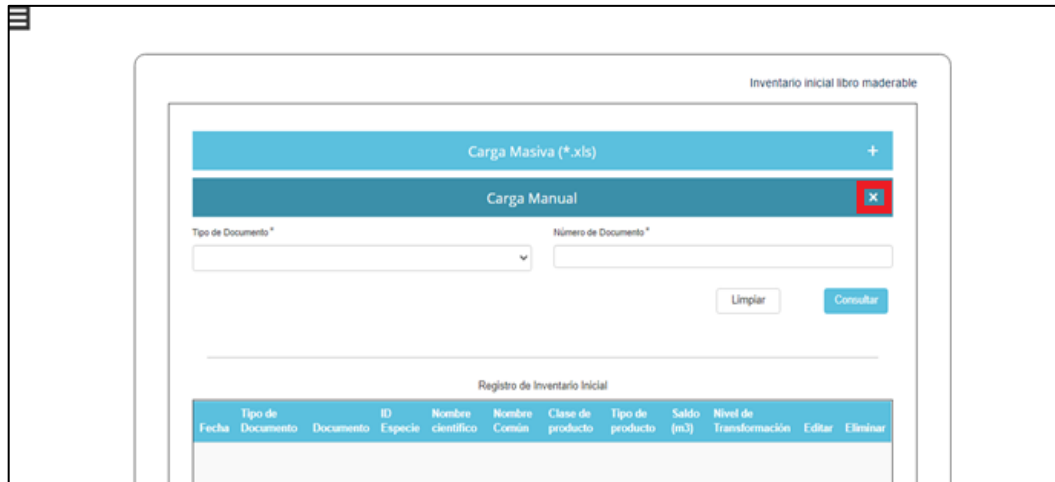 Inventario inicial libro maderable
Carga Masiva (*.xls) +
Carga Manual ×
Tipo de Documento * Número de Documento *
Limpiar Consultar
Registro de Inventario Inicial
Fecha Tipo de Documento Documento ID Especie Nombre científico Nombre Común Clase de producto Tipo de producto Saldo (m3) Nivel de Transformación Editar Eliminar